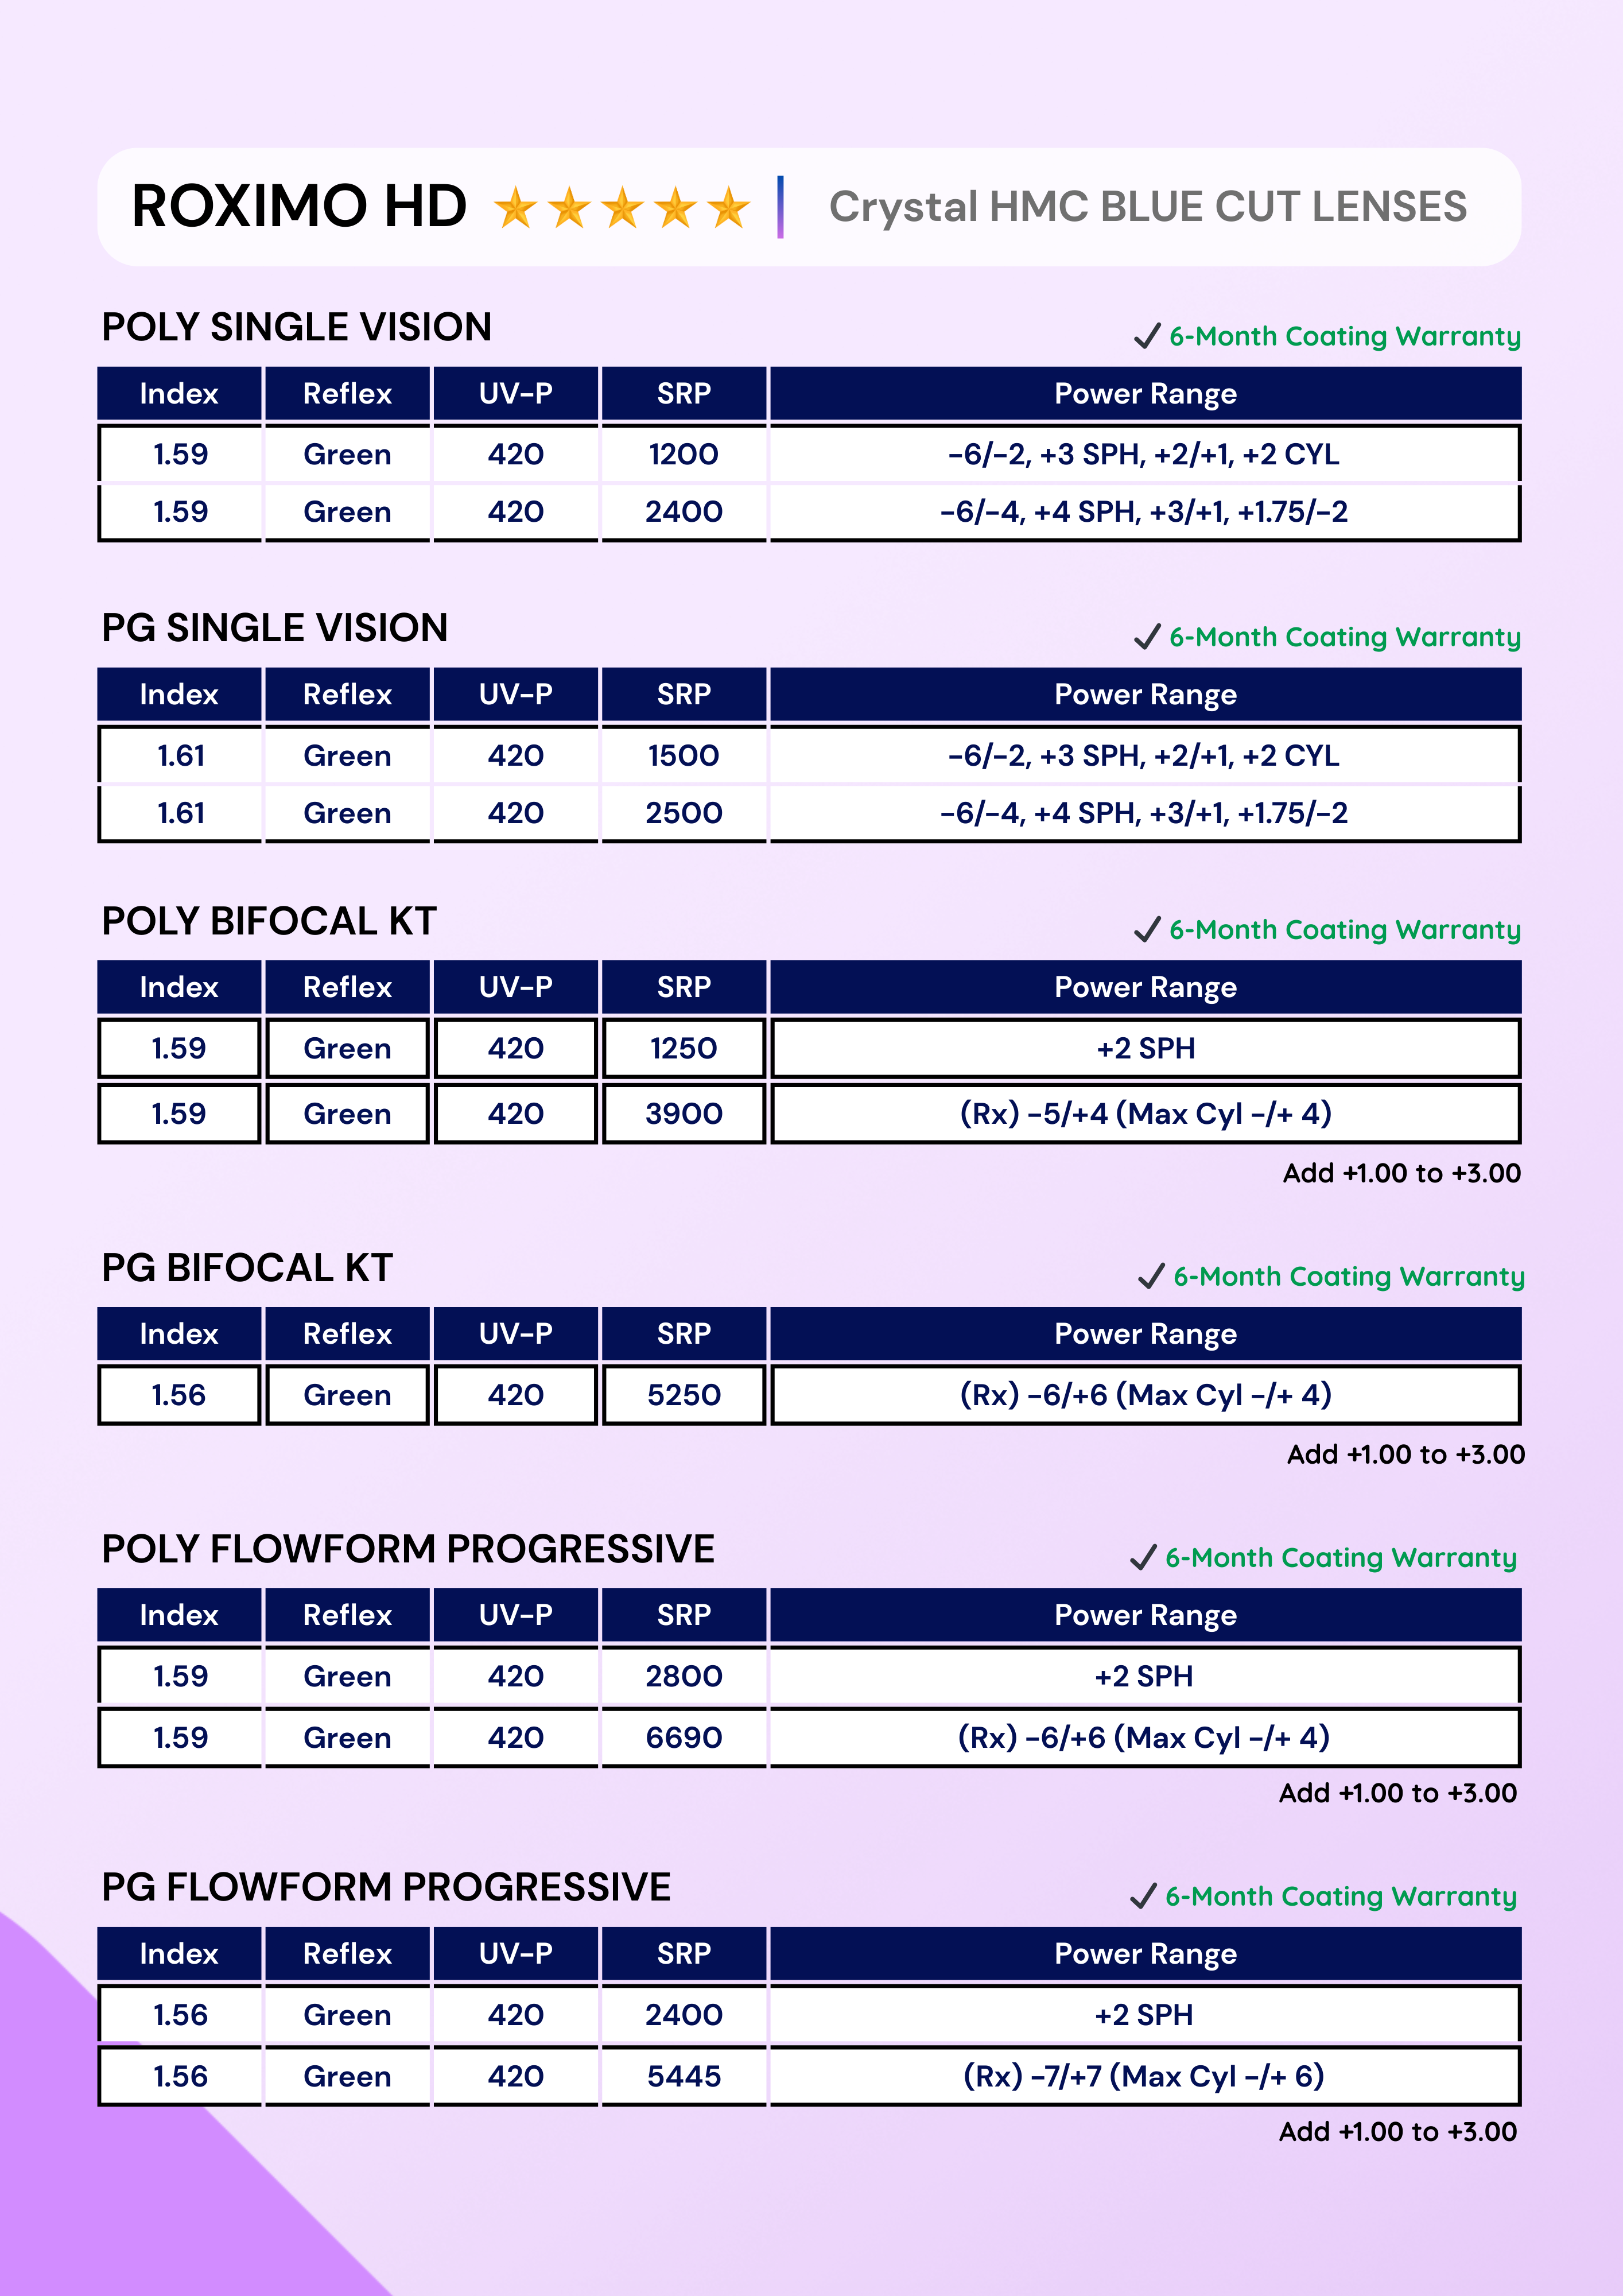 ROXIMO HD ⭐⭐⭐⭐⭐ | Crystal HMC BLUE CUT LENSES
POLY SINGLE VISION ✓ 6-Month Coating Warranty
Index Reflex UV-P SRP Power Range
1.59 Green 420 1200 -6/-2, +3 SPH, +2/+1, +2 CYL
1.59 Green 420 2400 -6/-4, +4 SPH, +3/+1, +1.75/-2
PG SINGLE VISION ✓ 6-Month Coating Warranty
Index Reflex UV-P SRP Power Range
1.61 Green 420 1500 -6/-2, +3 SPH, +2/+1, +2 CYL
1.61 Green 420 2500 -6/-4, +4 SPH, +3/+1, +1.75/-2
POLY BIFOCAL KT ✓ 6-Month Coating Warranty
Index Reflex UV-P SRP Power Range
1.59 Green 420 1250 +2 SPH
1.59 Green 420 3900 (Rx) -5/+4 (Max Cyl -/+ 4)
Add +1.00 to +3.00
PG BIFOCAL KT ✓ 6-Month Coating Warranty
Index Reflex UV-P SRP Power Range
1.56 Green 420 5250 (Rx) -6/+6 (Max Cyl -/+ 4)
Add +1.00 to +3.00
POLY FLOWFORM PROGRESSIVE ✓ 6-Month Coating Warranty
Index Reflex UV-P SRP Power Range
1.59 Green 420 2800 +2 SPH
1.59 Green 420 6690 (Rx) -6/+6 (Max Cyl -/+ 4)
Add +1.00 to +3.00
PG FLOWFORM PROGRESSIVE ✓ 6-Month Coating Warranty
Index Reflex UV-P SRP Power Range
1.56 Green 420 2400 +2 SPH
1.56 Green 420 5445 (Rx) -7/+7 (Max Cyl -/+ 6)
Add +1.00 to +3.00